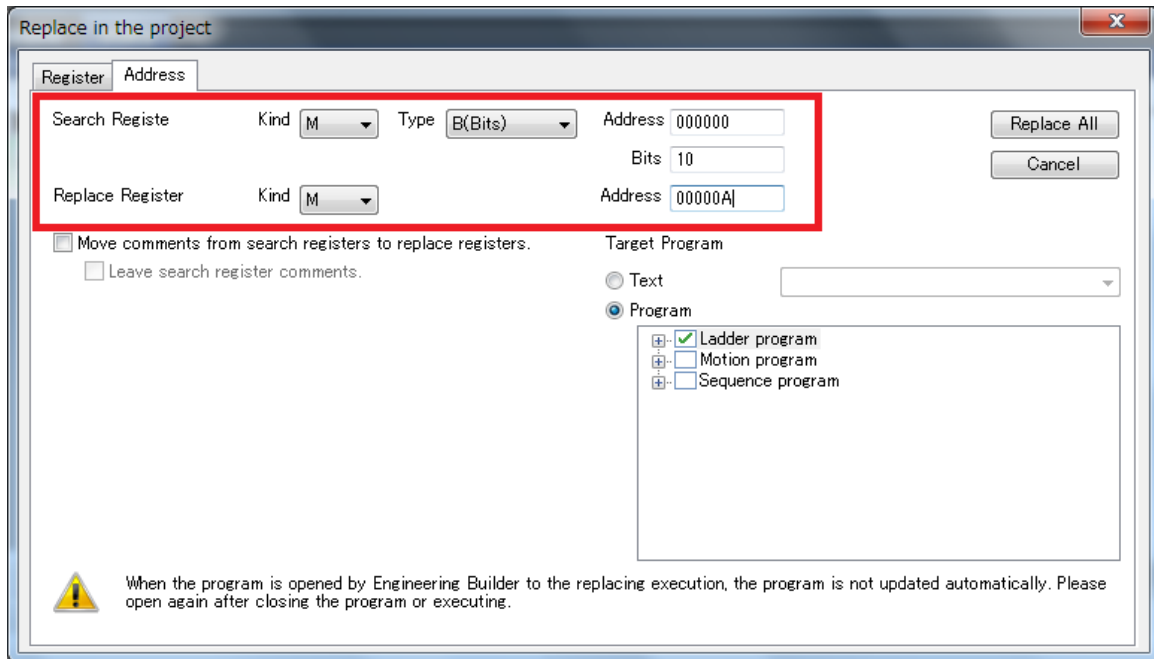 Replace in the project
Register Address
Search Registe Kind M Type B(Bits) Address 000000 Replace All
Bits 10 Cancel
Replace Register Kind M Address 00000A
Move comments from search registers to replace registers. Target Program
Leave search register comments.
Text
Program
Ladder program
Motion program
Sequence program
When the program is opened by Engineering Builder to the replacing execution, the program is not updated automatically. Please
open again after closing the program or executing.